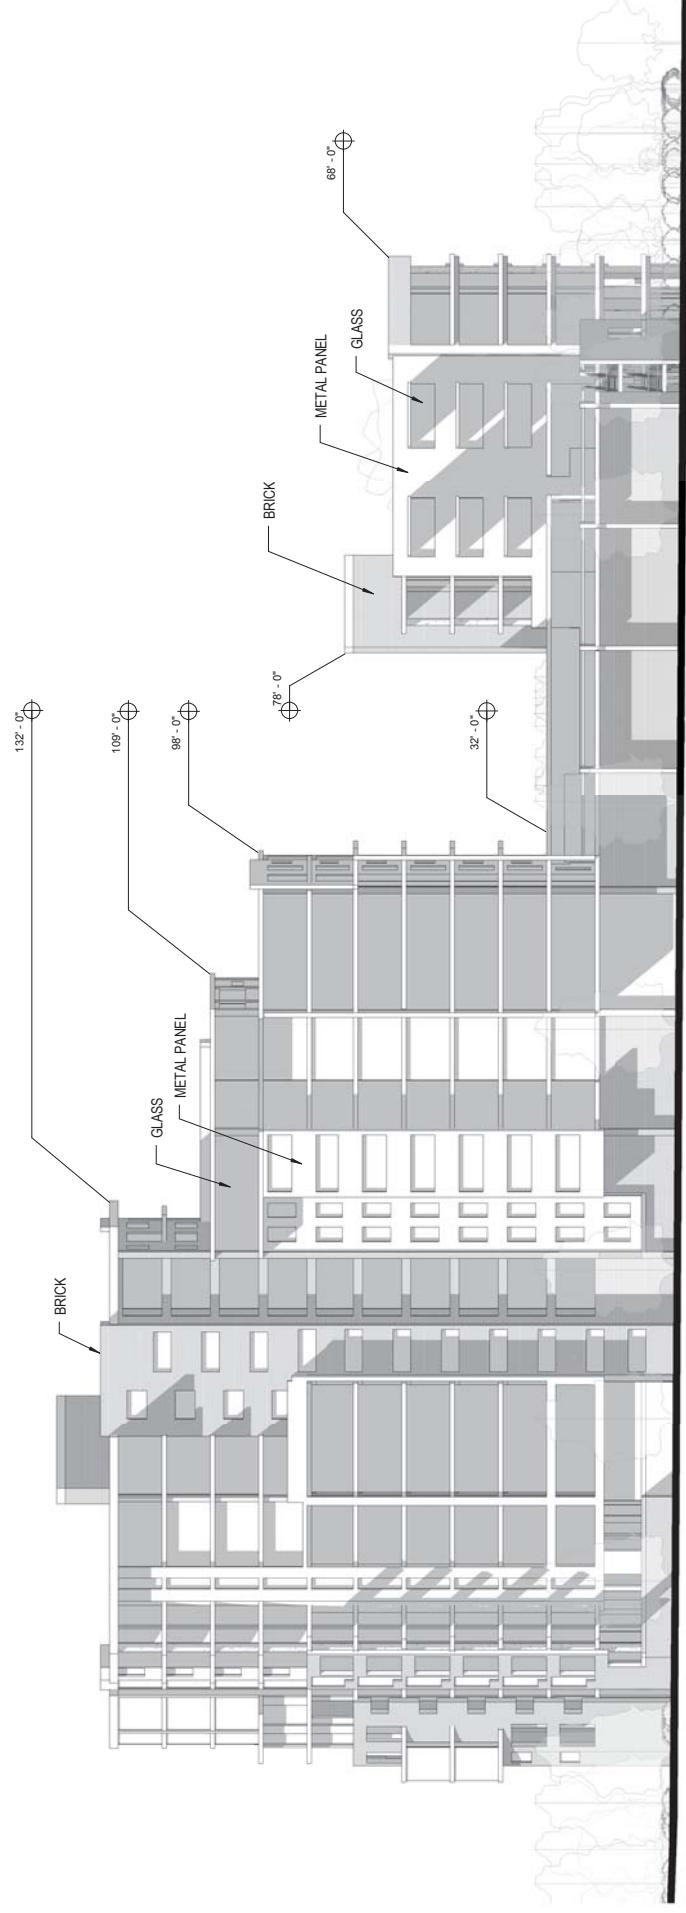 132' - 0"
109' - 0"
98' - 0"
78' - 0"
32' - 0"
68' - 0"
BRICK
GLASS
METAL PANEL
BRICK
METAL PANEL
GLASS